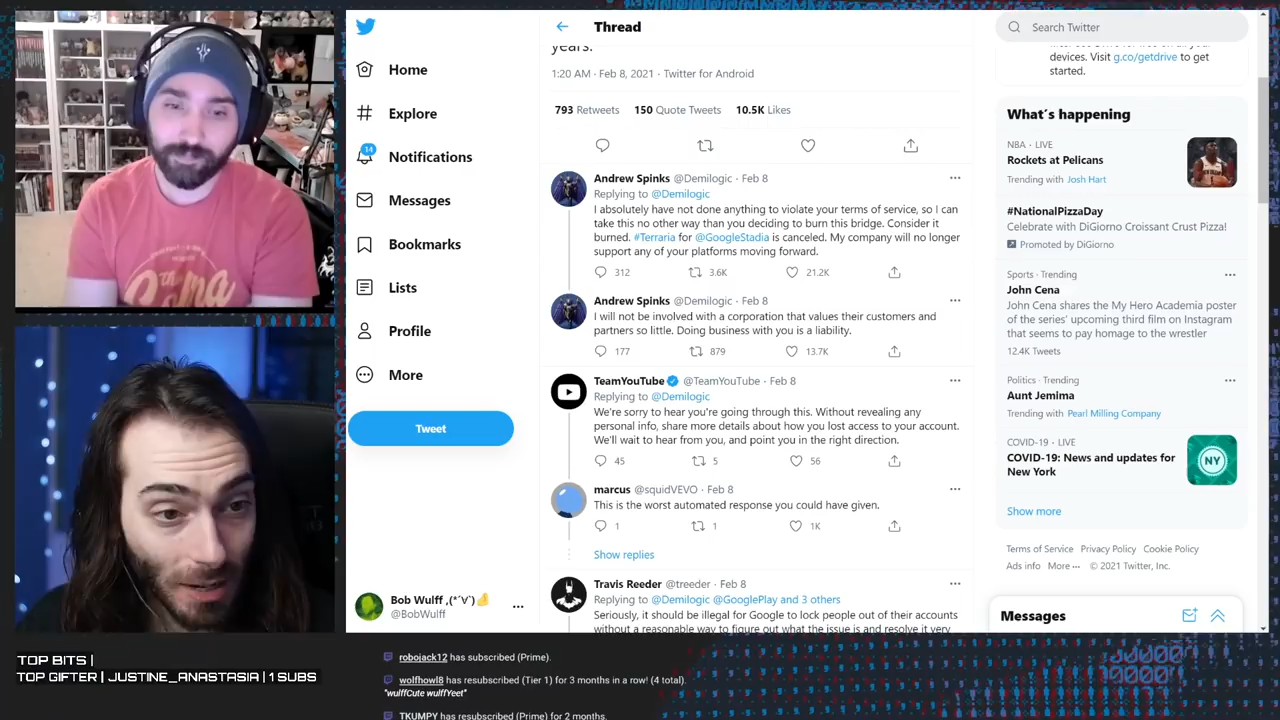 Home
Explore
14
Notifications
Messages
Bookmarks
Lists
Profile
More
Tweet
Bob Wulff ,(*´∀`)👍
@BobWulff
Thread
years.
1:20 AM · Feb 8, 2021 · Twitter for Android
793 Retweets 150 Quote Tweets 10.5K Likes
Andrew Spinks @Demilogic · Feb 8
Replying to @Demilogic
I absolutely have not done anything to violate your terms of service, so I can
take this no other way than you deciding to burn this bridge. Consider it
burned. #Terraria for @GoogleStadia is canceled. My company will no longer
support any of your platforms moving forward.
312 3.6K 21.2K
Andrew Spinks @Demilogic · Feb 8
I will not be involved with a corporation that values their customers and
partners so little. Doing business with you is a liability.
177 879 13.7K
TeamYouTube @TeamYouTube · Feb 8
Replying to @Demilogic
We're sorry to hear you're going through this. Without revealing any
personal info, share more details about how you lost access to your account.
We'll wait to hear from you, and point you in the right direction.
45 5 56
marcus @squidVEVO · Feb 8
This is the worst automated response you could have given.
1 1 1K
Show replies
Travis Reeder @treeder · Feb 8
Replying to @Demilogic @GooglePlay and 3 others
Seriously, it should be illegal for Google to lock people out of their accounts
without a reasonable way to figure out what the issue is and resolve it very
Search Twitter
devices. Visit g.co/getdrive to get
started.
What's happening
NBA · LIVE
Rockets at Pelicans
Trending with Josh Hart
#NationalPizzaDay
Celebrate with DiGiorno Croissant Crust Pizza!
Promoted by DiGiorno
Sports · Trending
John Cena
John Cena shares the My Hero Academia poster
of the series' upcoming third film on Instagram
that seems to pay homage to the wrestler
12.4K Tweets
Politics · Trending
Aunt Jemima
Trending with Pearl Milling Company
COVID-19 · LIVE
COVID-19: News and updates for
New York
NY
Show more
Terms of Service Privacy Policy Cookie Policy
Ads info More ··· © 2021 Twitter, Inc.
Messages
TOP BITS |
TOP GIFTER | JUSTINE_ANASTASIA | 1 SUBS
robojack12 has subscribed (Prime).
wolfhowl8 has resubscribed (Tier 1) for 3 months in a row! (4 total).
"wulffCute wulffYeet"
TKUMPY has resubscribed (Prime) for 2 months.